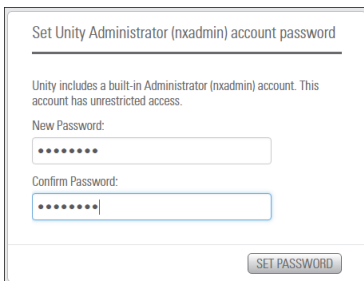 Set Unity Administrator (nxadmin) account password
Unity includes a built-in Administrator (nxadmin) account. This
account has unrestricted access.
New Password:
••••••••
Confirm Password:
••••••••
SET PASSWORD